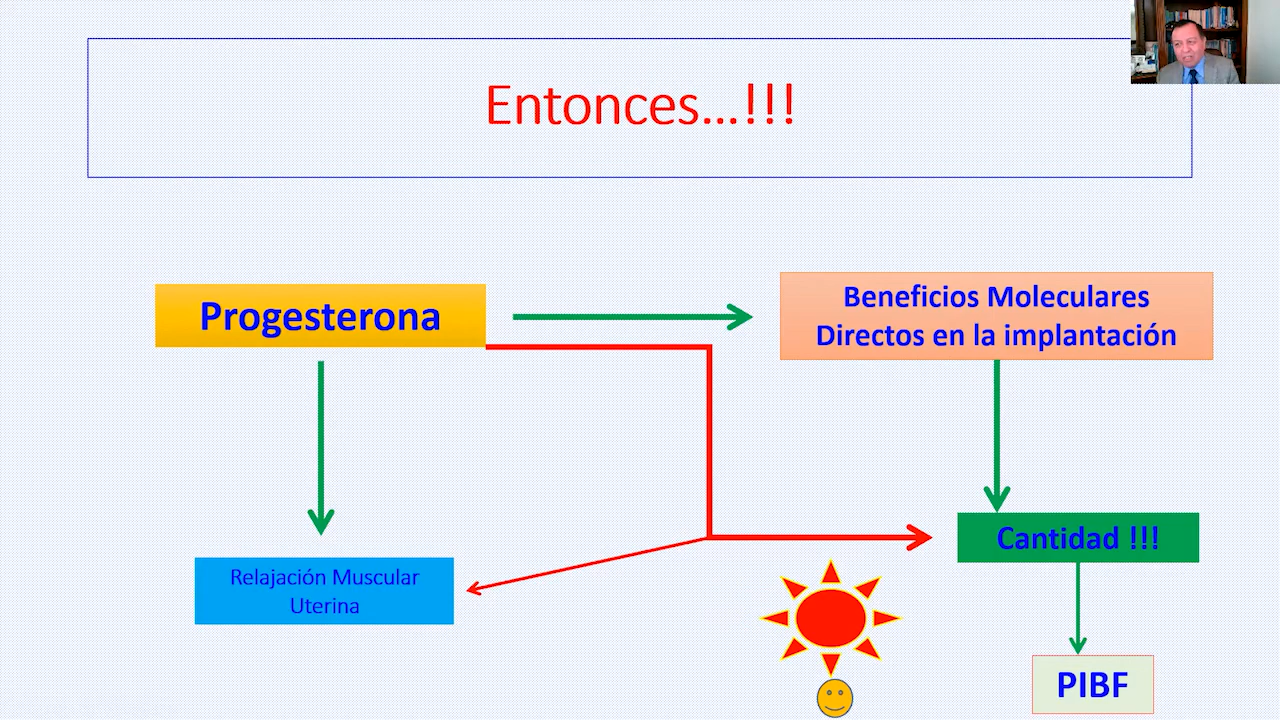 Entonces...!!!
Progesterona
Beneficios Moleculares
Directos en la implantación
Cantidad !!!
Relajación Muscular
Uterina
PIBF